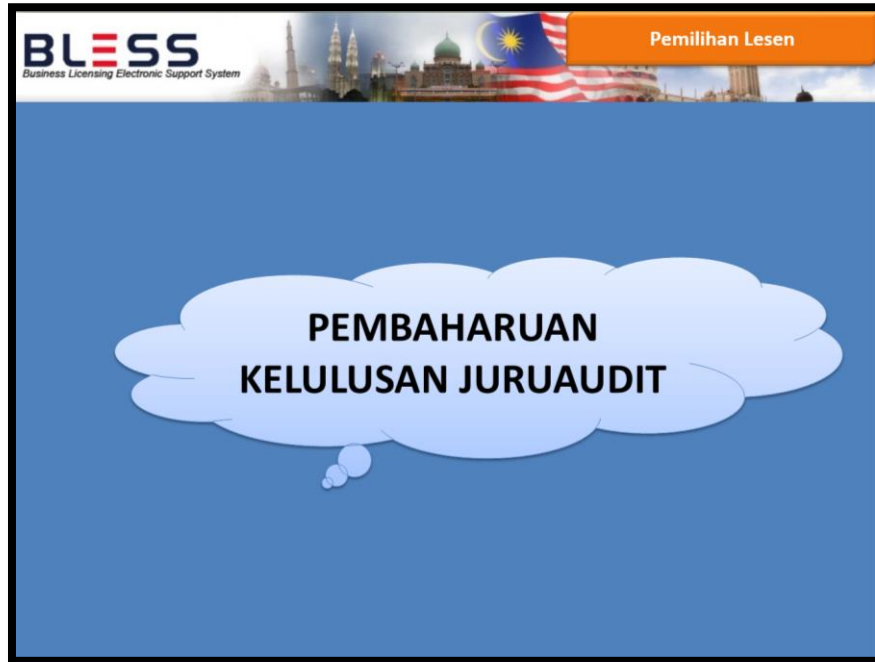 BLESS
Business Licensing Electronic Support System
Pemilihan Lesen
PEMBAHARUAN
KELULUSAN JURUAUDIT